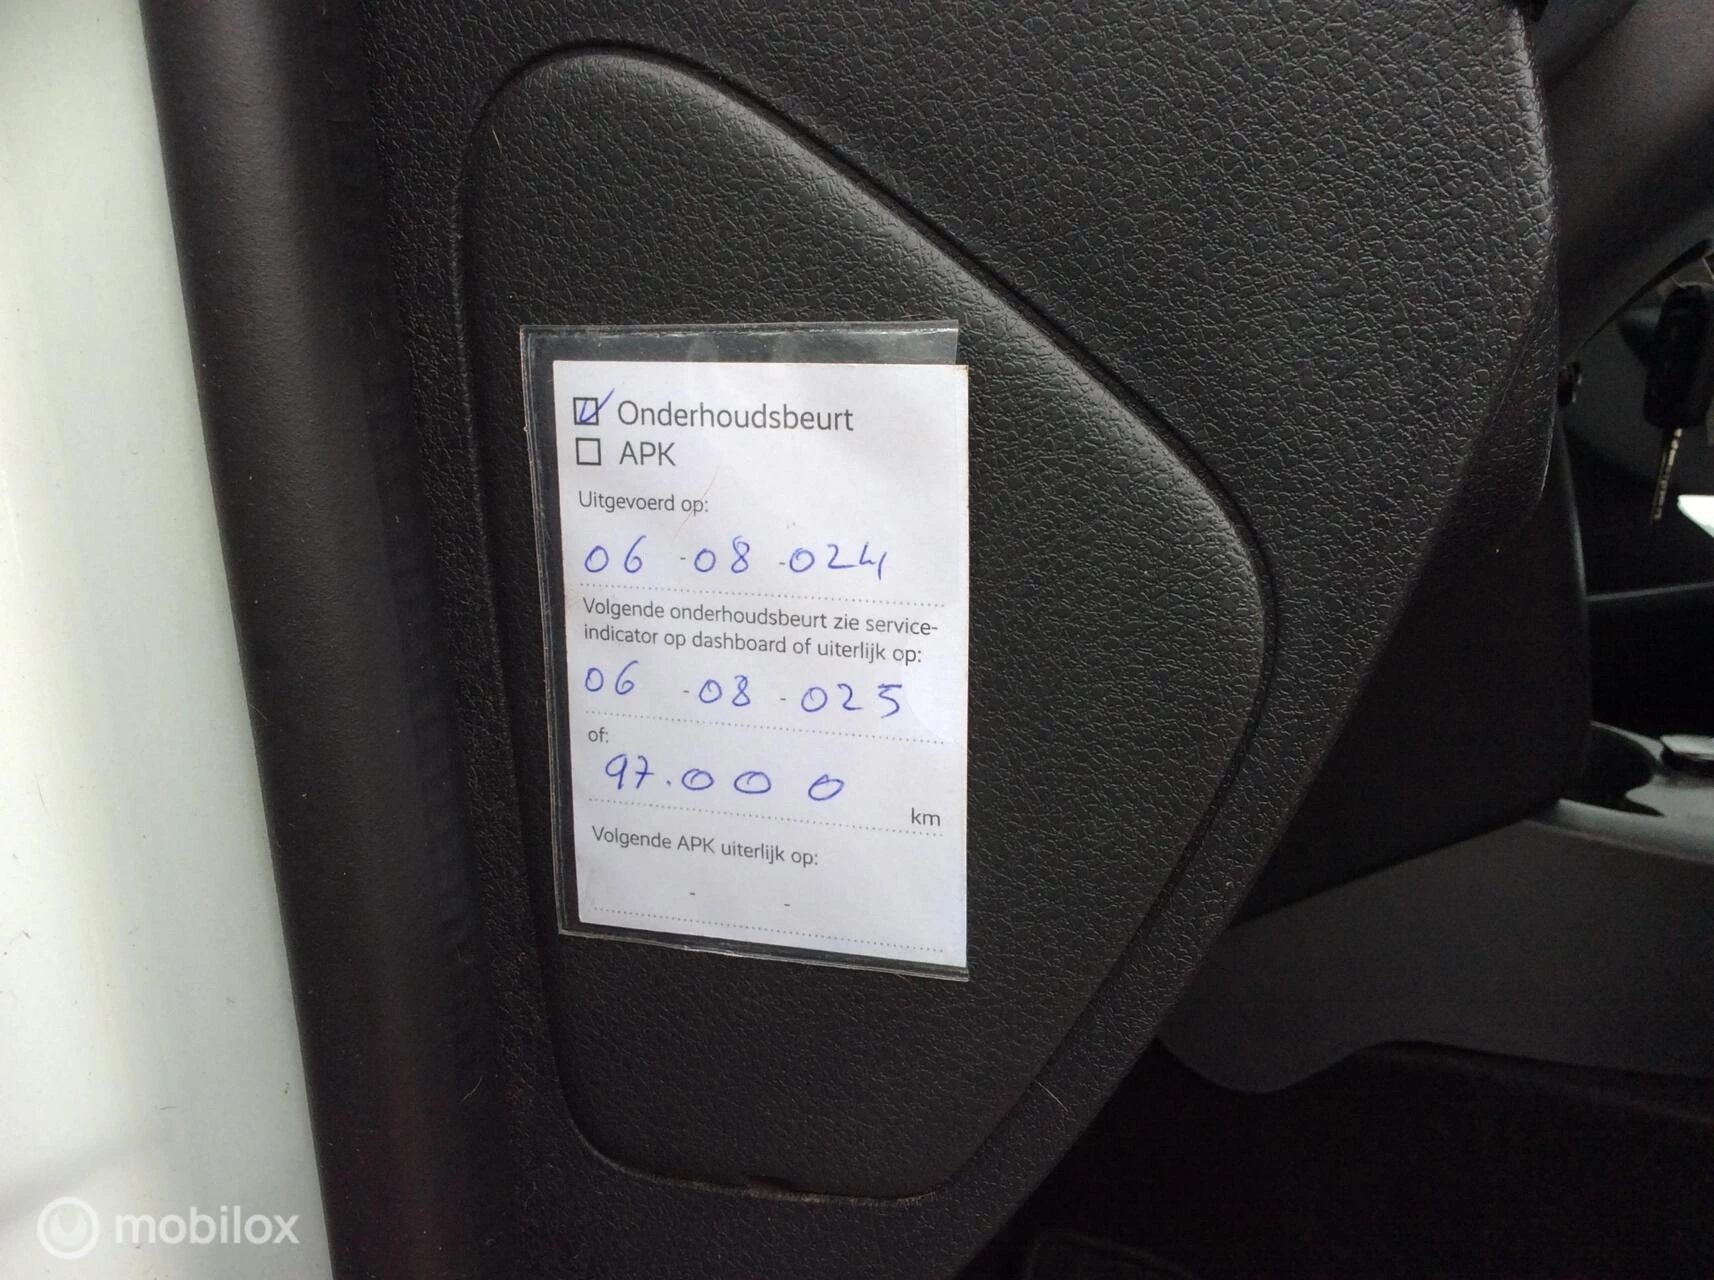 Onderhoudsbeurt
APK
Uitgevoerd op:
06 - 08 - 024
Volgende onderhoudsbeurt zie service-
indicator op dashboard of uiterlijk op:
06 - 08 - 025
of:
97.000 km
Volgende APK uiterlijk op:
- -
mobilox